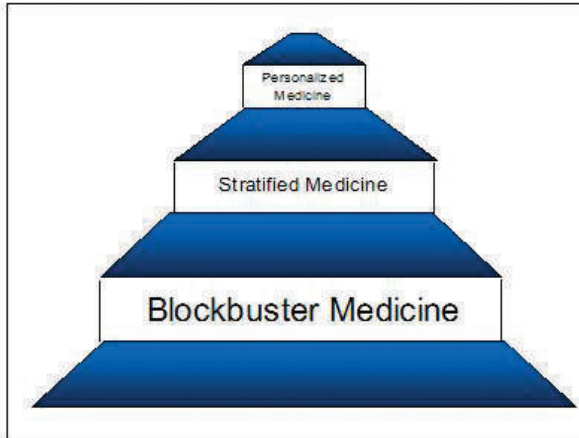 Personalized
Medicine
Stratified Medicine
Blockbuster Medicine